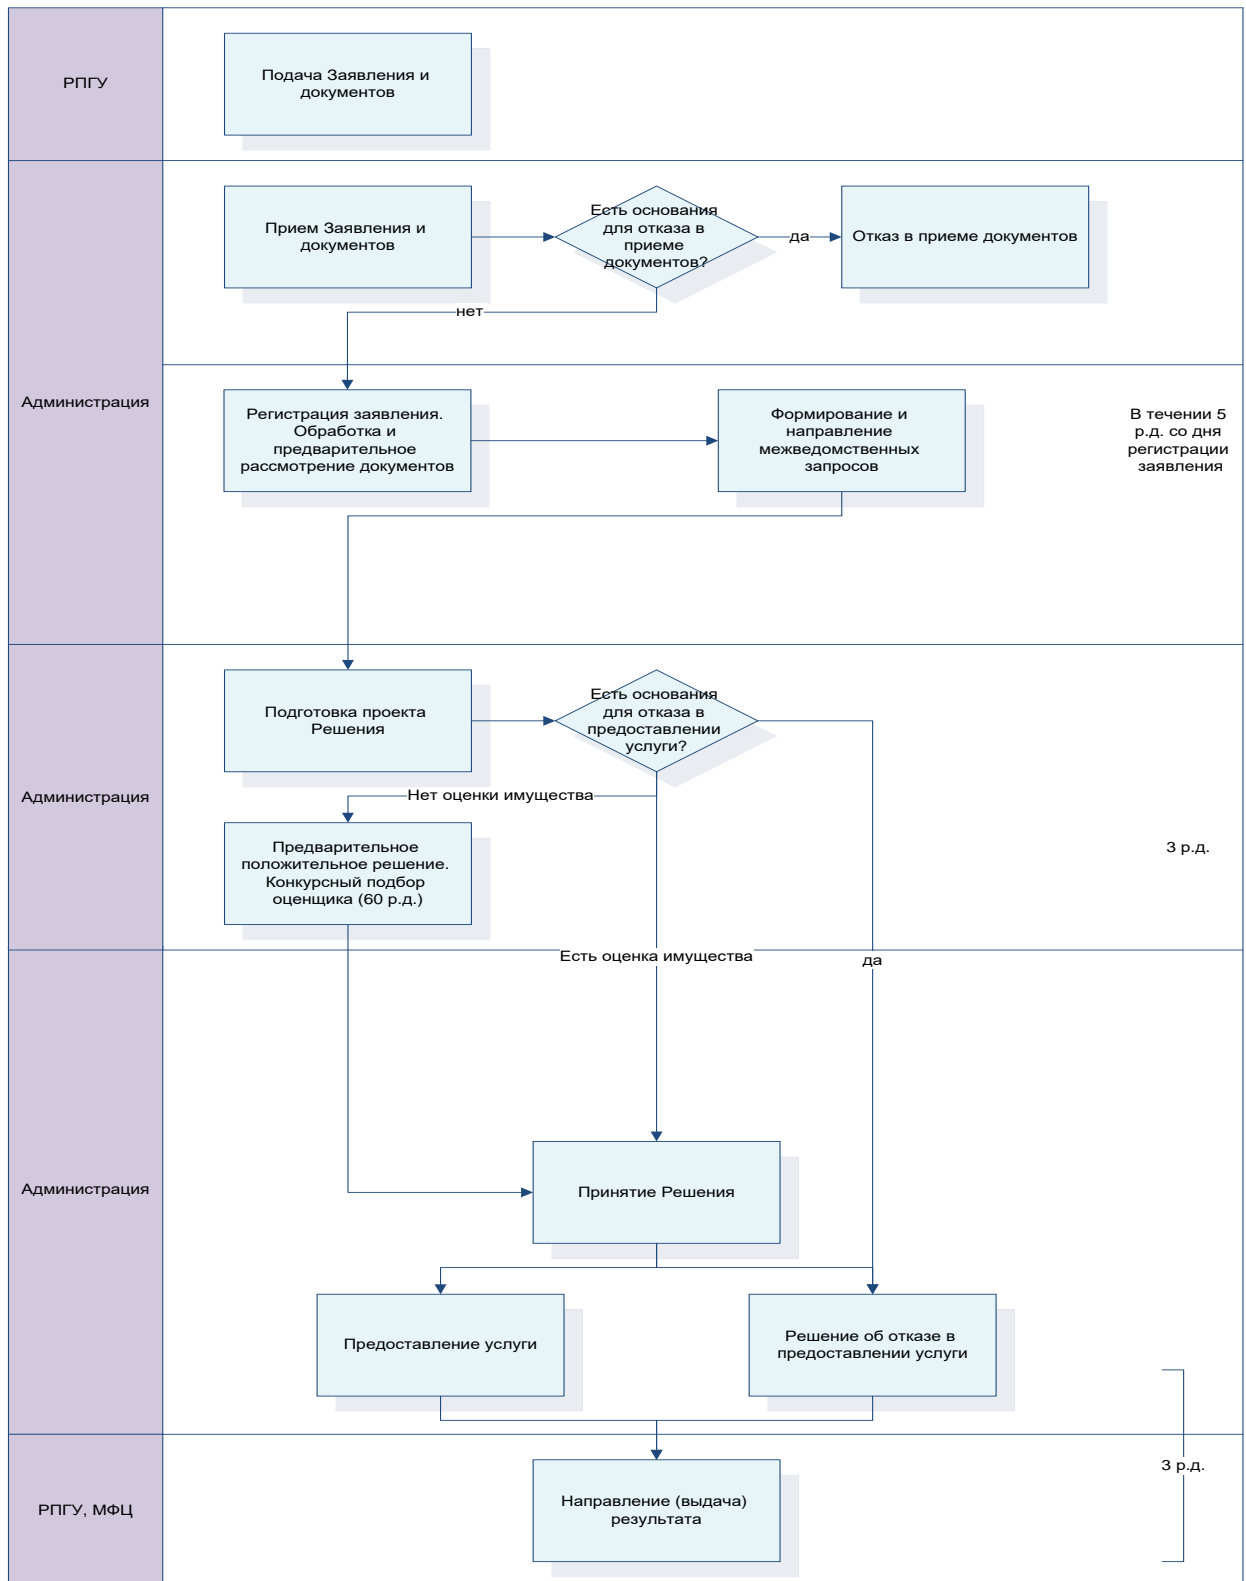 РПГУ
Подача Заявления и
документов
Прием Заявления и
документов
Есть основания
для отказа в
приеме
документов?
да
Отказ в приеме документов
нет
Администрация
Регистрация заявления.
Обработка и
предварительное
рассмотрение документов
Формирование и
направление
межведомственных
запросов
В течении 5
р.д. со дня
регистрации
заявления
Администрация
Подготовка проекта
Решения
Есть основания
для отказа в
предоставлении
услуги?
Нет оценки имущества
Предварительное
положительное решение.
Конкурсный подбор
оценщика (60 р.д.)
3 р.д.
Есть оценка имущества
да
Администрация
Принятие Решения
Предоставление услуги
Решение об отказе в
предоставлении услуги
3 р.д.
РПГУ, МФЦ
Направление (выдача)
результата